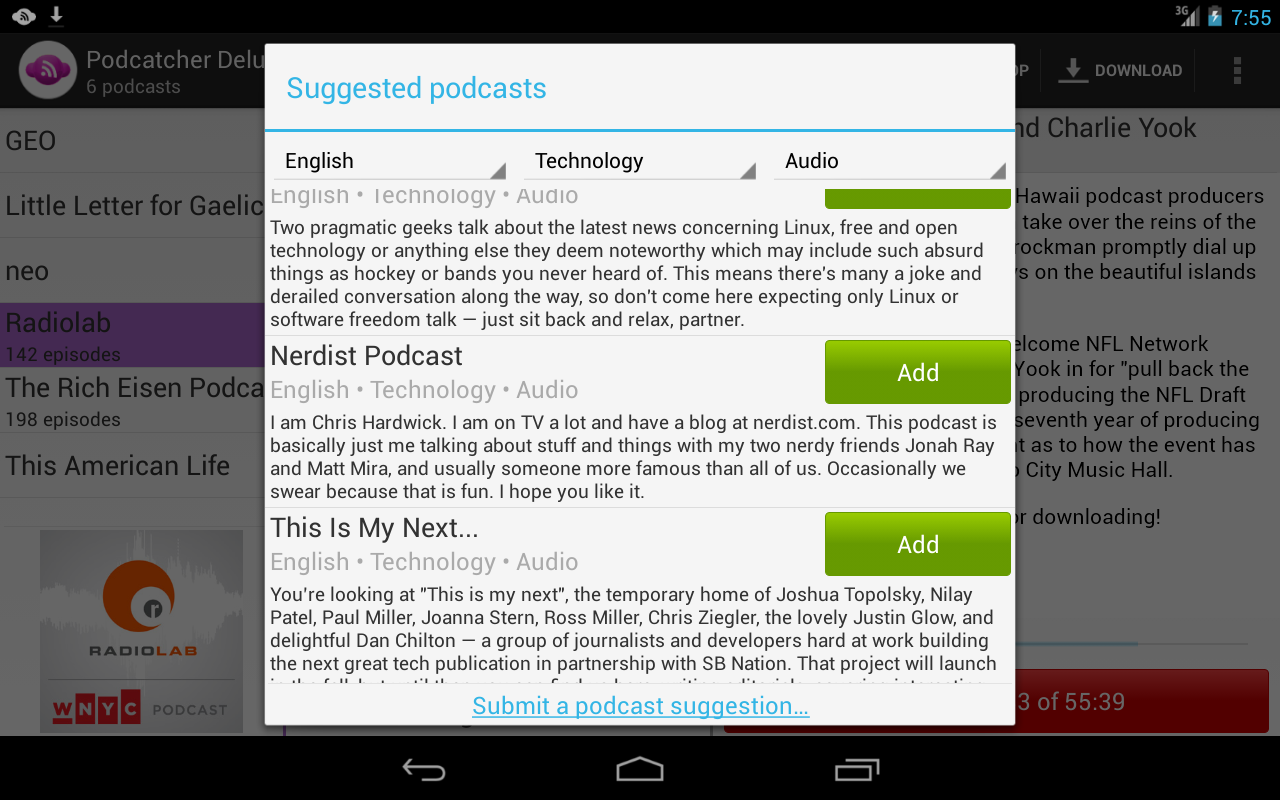 3G 7:55
Podcatcher Delu
6 podcasts
OP
DOWNLOAD
GEO
Little Letter for Gaelic
neo
Radiolab
142 episodes
The Rich Eisen Podca
198 episodes
This American Life
RADIOLAB
WNYC PODCAST
Suggested podcasts
English Technology Audio
English • Technology • Audio
Two pragmatic geeks talk about the latest news concerning Linux, free and open
technology or anything else they deem noteworthy which may include such absurd
things as hockey or bands you never heard of. This means there's many a joke and
derailed conversation along the way, so don't come here expecting only Linux or
software freedom talk — just sit back and relax, partner.
Nerdist Podcast
Add
English • Technology • Audio
I am Chris Hardwick. I am on TV a lot and have a blog at nerdist.com. This podcast is
basically just me talking about stuff and things with my two nerdy friends Jonah Ray
and Matt Mira, and usually someone more famous than all of us. Occasionally we
swear because that is fun. I hope you like it.
This Is My Next...
Add
English • Technology • Audio
You're looking at "This is my next", the temporary home of Joshua Topolsky, Nilay
Patel, Paul Miller, Joanna Stern, Ross Miller, Chris Ziegler, the lovely Justin Glow, and
delightful Dan Chilton — a group of journalists and developers hard at work building
the next great tech publication in partnership with SB Nation. That project will launch
Submit a podcast suggestion...
nd Charlie Yook
Hawaii podcast producers
take over the reins of the
rockman promptly dial up
s on the beautiful islands
elcome NFL Network
Yook in for "pull back the
producing the NFL Draft
seventh year of producing
t as to how the event has
City Music Hall.
or downloading!
3 of 55:39